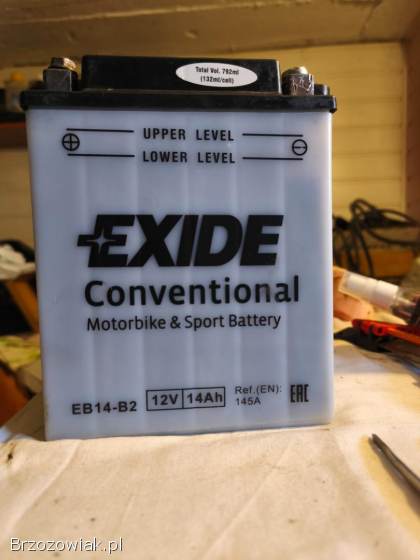 Total Vol. 792ml
(132ml/cell)
UPPER LEVEL
LOWER LEVEL
EXIDE
Conventional
Motorbike & Sport Battery
EB14-B2 12V 14Ah Ref.(EN): 145A EAC
Brzozowiak.pl